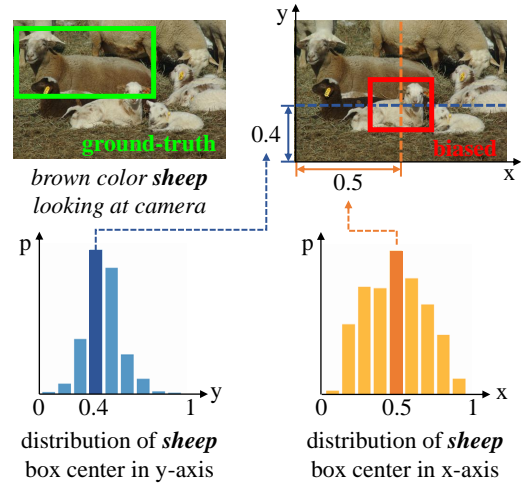 ground-truth
brown color sheep
looking at camera
y
0.4
0.5
biased
x
p
0
0.4
1
y
distribution of sheep
box center in y-axis
p
0
0.5
1
x
distribution of sheep
box center in x-axis